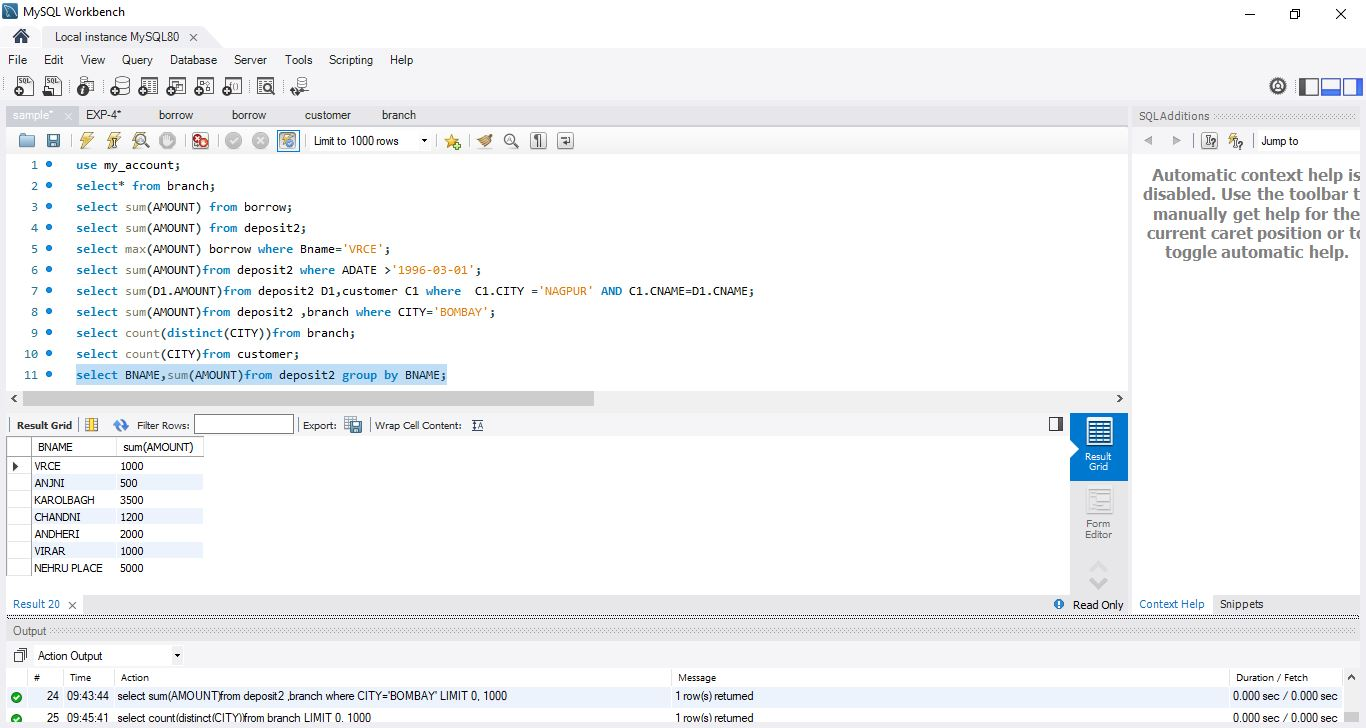 MySQL Workbench
Local instance MySQL80
File Edit View Query Database Server Tools Scripting Help
sample* EXP-4* borrow borrow customer branch
SQLAdditions
Limit to 1000 rows
Jump to
1 use my_account;
2 select* from branch;
3 select sum(AMOUNT) from borrow;
4 select sum(AMOUNT) from deposit2;
5 select max(AMOUNT) borrow where Bname='VRCE';
6 select sum(AMOUNT)from deposit2 where ADATE >'1996-03-01';
7 select sum(D1.AMOUNT)from deposit2 D1,customer C1 where  C1.CITY ='NAGPUR' AND C1.CNAME=D1.CNAME;
8 select sum(AMOUNT)from deposit2 ,branch where CITY='BOMBAY';
9 select count(distinct(CITY))from branch;
10 select count(CITY)from customer;
11 select BNAME,sum(AMOUNT)from deposit2 group by BNAME;
Automatic context help is
disabled. Use the toolbar t
manually get help for the
current caret position or to
toggle automatic help.
Result Grid Filter Rows: Export: Wrap Cell Content:
BNAME sum(AMOUNT)
VRCE 1000
ANJNI 500
KAROLBAGH 3500
CHANDNI 1200
ANDHERI 2000
VIRAR 1000
NEHRU PLACE 5000
Result
Grid
Form
Editor
Result 20
Read Only
Context Help Snippets
Output
Action Output
# Time Action Message Duration / Fetch
24 09:43:44 select sum(AMOUNT)from deposit2 ,branch where CITY='BOMBAY' LIMIT 0, 1000 1 row(s) returned 0.000 sec / 0.000 sec
25 09:45:41 select count(distinct(CITY))from branch LIMIT 0, 1000 1 row(s) returned 0.000 sec / 0.000 sec